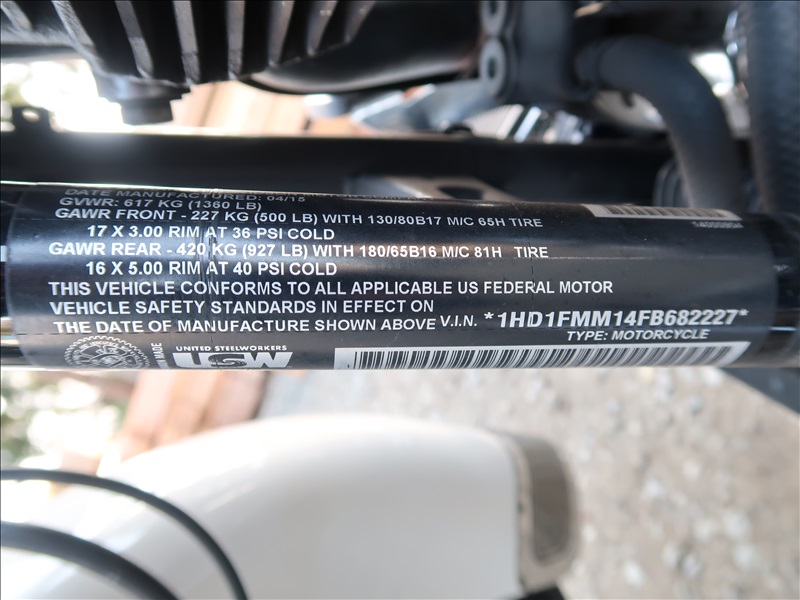 DATE MANUFACTURED: 04/15
GVWR: 617 KG (1360 LB)
GAWR FRONT - 227 KG (500 LB) WITH 130/80B17 M/C 65H TIRE
17 X 3.00 RIM AT 36 PSI COLD
GAWR REAR - 420 KG (927 LB) WITH 180/65B16 M/C 81H TIRE
16 X 5.00 RIM AT 40 PSI COLD
THIS VEHICLE CONFORMS TO ALL APPLICABLE US FEDERAL MOTOR
VEHICLE SAFETY STANDARDS IN EFFECT ON
THE DATE OF MANUFACTURE SHOWN ABOVE V.I.N. *1HD1FMM14FB682227*
TYPE: MOTORCYCLE
UNITED STEELWORKERS
USW
MADE